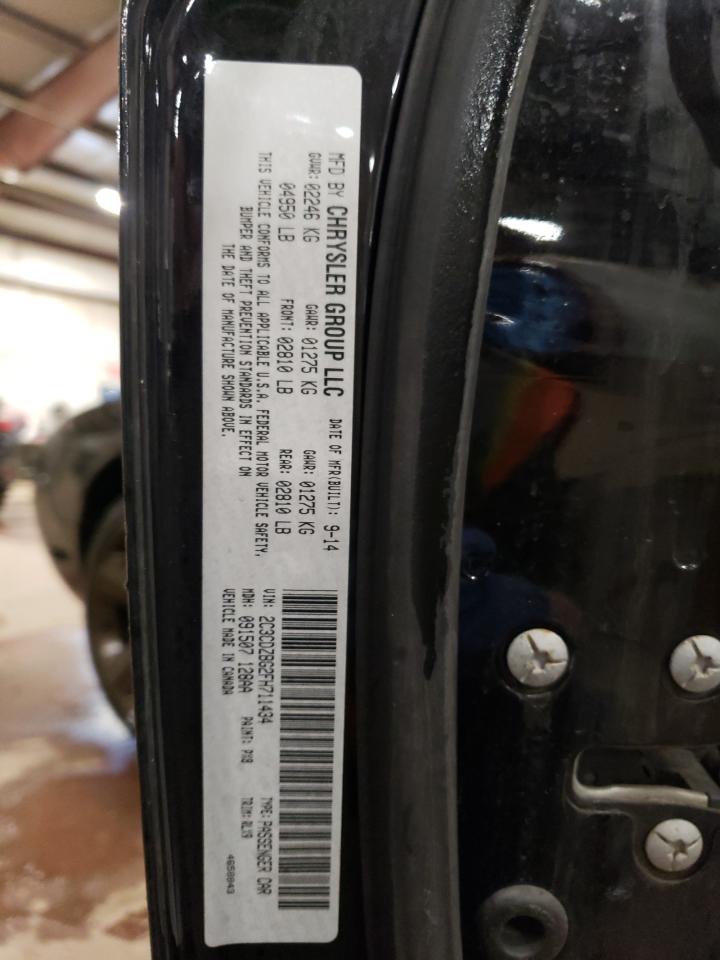 MFD BY CHRYSLER GROUP LLC
DATE OF MFR(BUILT): 9-14
GVWR: 02246 KG
GAWR: 01275 KG
GAWR: 01275 KG
04950 LB
FRONT: 02810 LB
REAR: 02810 LB
THIS VEHICLE CONFORMS TO ALL APPLICABLE U.S.A. FEDERAL MOTOR VEHICLE SAFETY,
BUMPER AND THEFT PREVENTION STANDARDS IN EFFECT ON
THE DATE OF MANUFACTURE SHOWN ABOVE.
VIN: 2C3CDZBG2FH711434
TYPE: PASSENGER CAR
MDH: 091507 128AA
PAINT: PX8
TRIM: RLX9
VEHICLE MADE IN CANADA
4650843